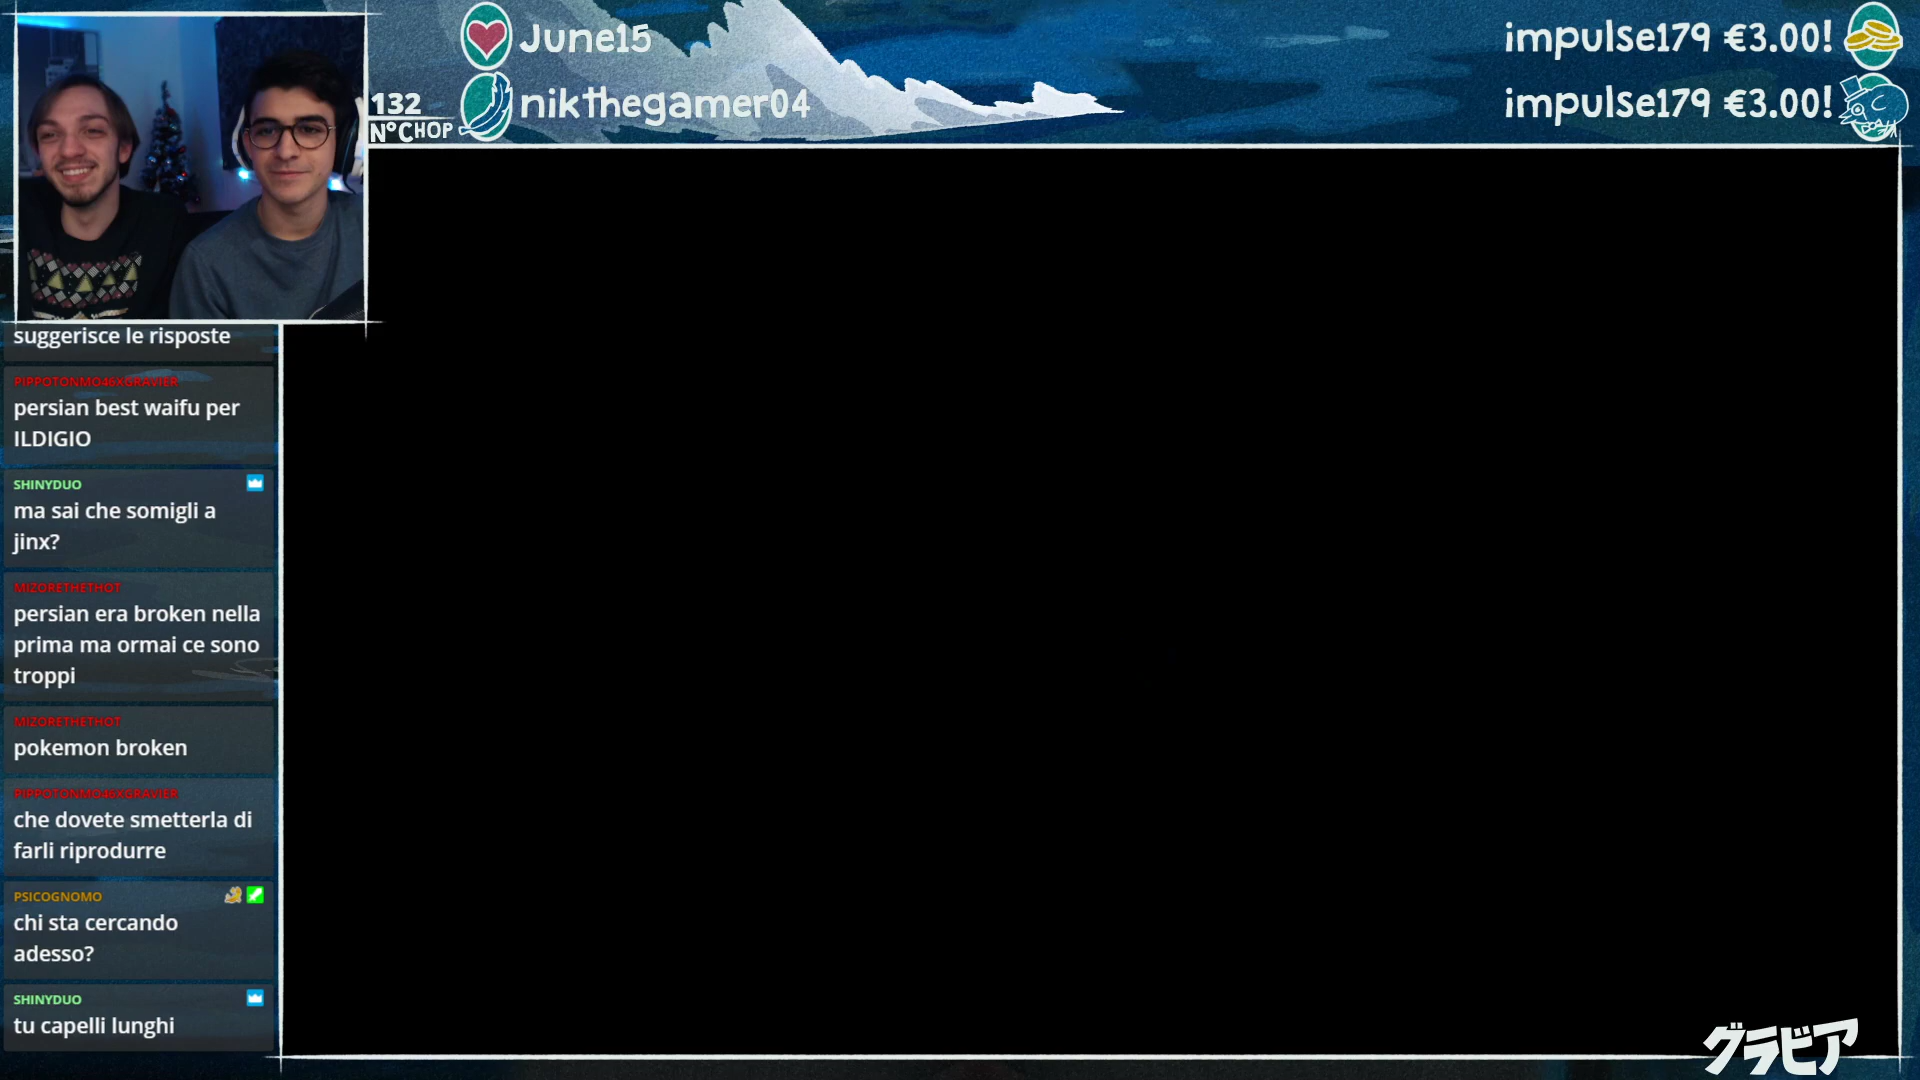 June15
nikthegamer04
132
N°CHOP
impulse179 €3.00!
impulse179 €3.00!
suggerisce le risposte
PIPPOTONMO46XGRAVIER
persian best waifu per
ILDIGIO
SHINYDUO
ma sai che somigli a
jinx?
MIZORETHETHOT
persian era broken nella
prima ma ormai ce sono
troppi
MIZORETHETHOT
pokemon broken
PIPPOTONMO46XGRAVIER
che dovete smetterla di
farli riprodurre
PSICOGNOMO
chi sta cercando
adesso?
SHINYDUO
tu capelli lunghi
グラビア